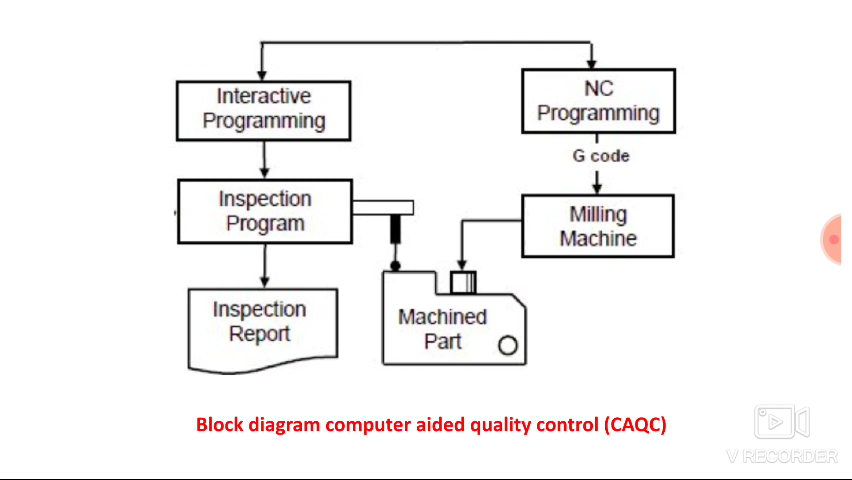 Interactive
Programming
NC
Programming
G code
Inspection
Program
Milling
Machine
Inspection
Report
Machined
Part
Block diagram computer aided quality control (CAQC)
V RECORDER